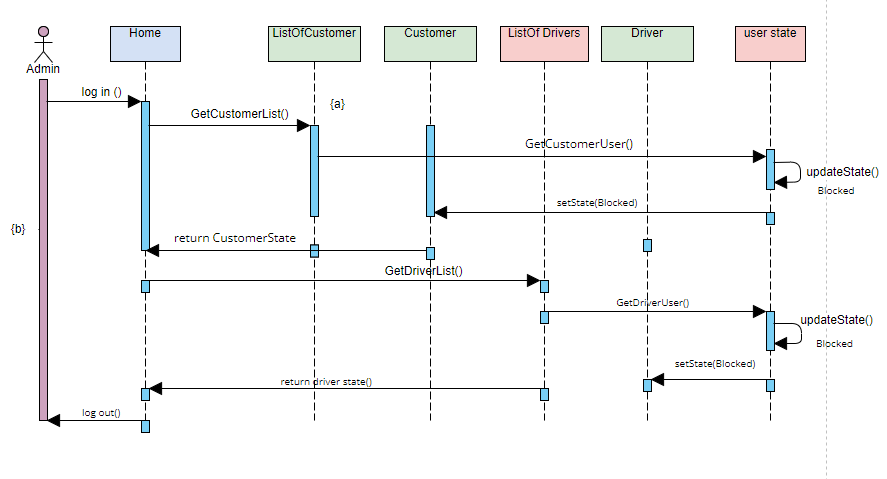 Home
ListOfCustomer
Customer
ListOf Drivers
Driver
user state
Admin
log in ()
{a}
GetCustomerList()
GetCustomerUser()
updateState()
Blocked
setState(Blocked)
{b}
return CustomerState
GetDriverList()
GetDriverUser()
updateState()
Blocked
setState(Blocked)
return driver state()
log out()